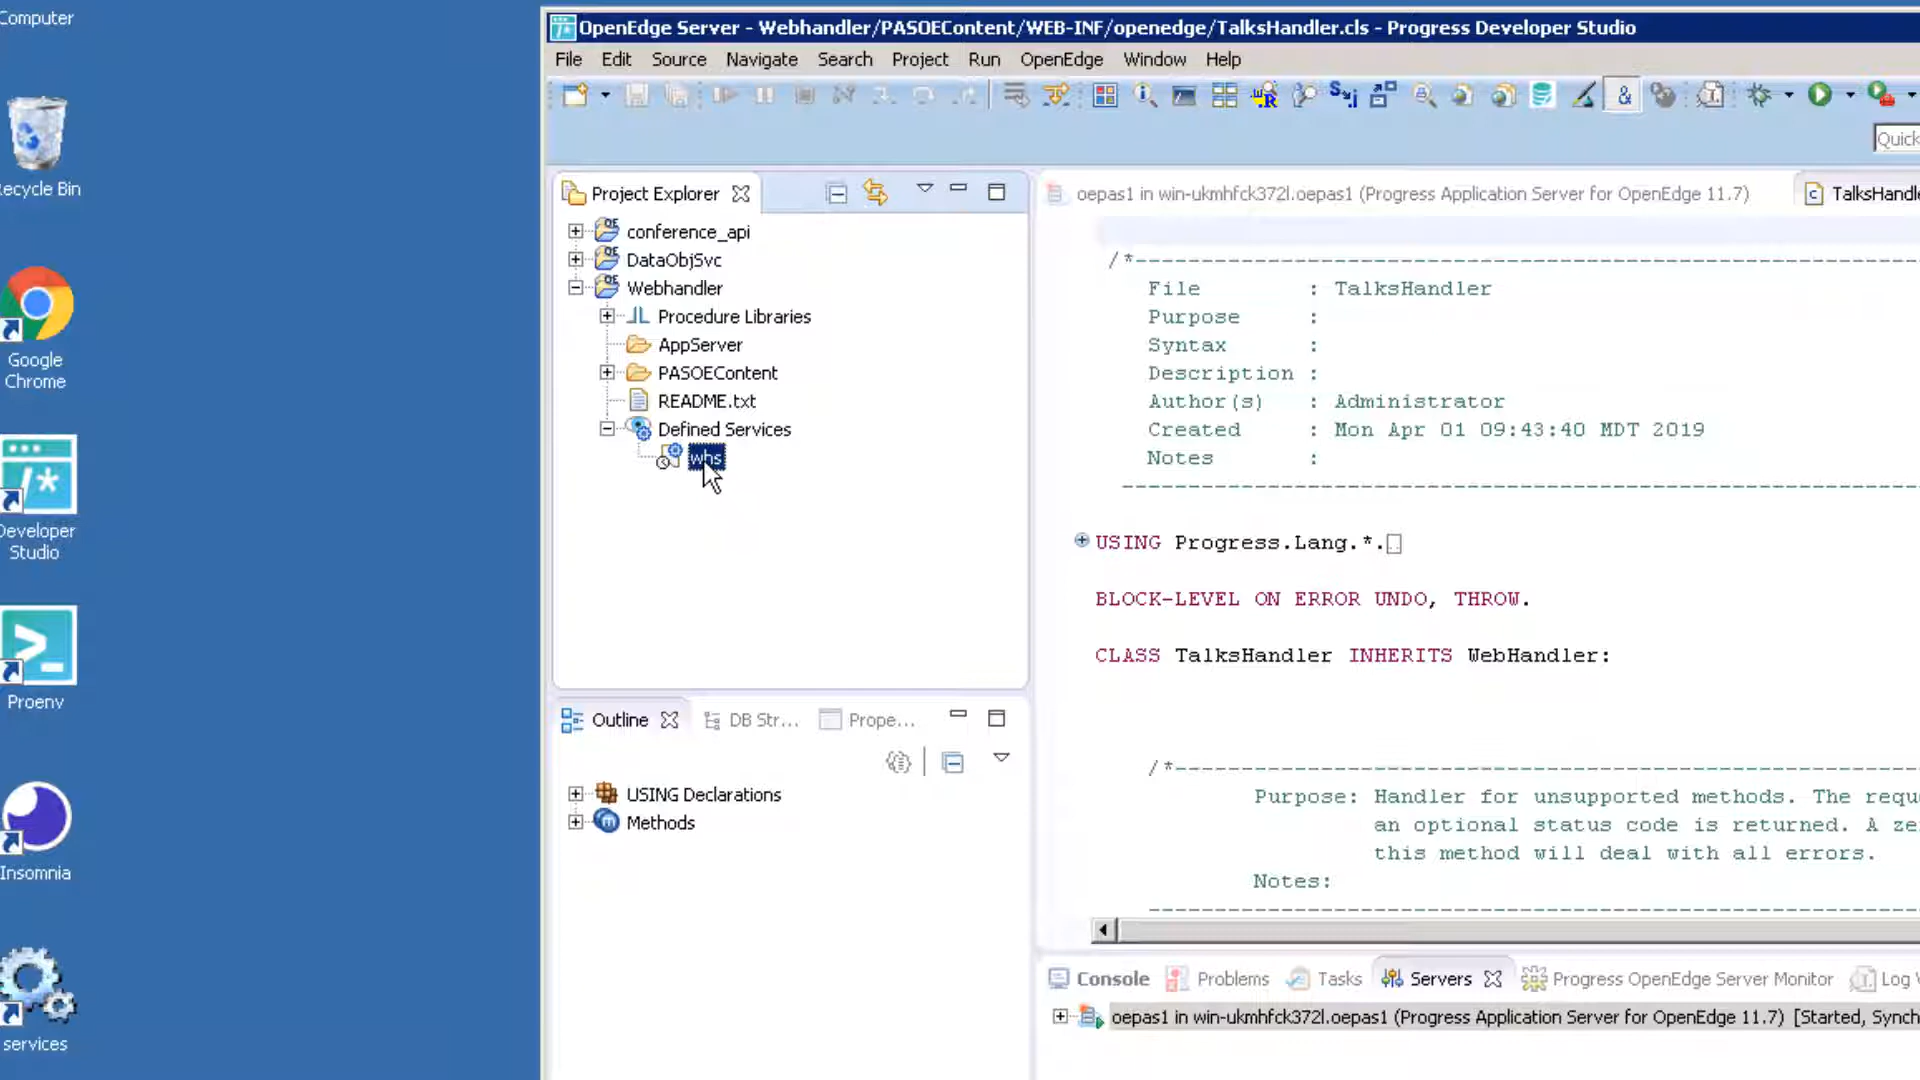 Computer
ecycle Bin
Google
Chrome
Developer
Studio
Proenv
Insomnia
services
OpenEdge Server - Webhandler/PASOEContent/WEB-INF/openedge/TalksHandler.cls - Progress Developer Studio
File Edit Source Navigate Search Project Run OpenEdge Window Help
Quick
Project Explorer
conference_api
DataObjSvc
Webhandler
Procedure Libraries
AppServer
PASOEContent
README.txt
Defined Services
whs
Outline DB Str... Prope...
USING Declarations
Methods
oepas1 in win-ukmhfck372l.oepas1 (Progress Application Server for OpenEdge 11.7) TalksHandle
/*------------------------------------------------------------
File : TalksHandler
Purpose :
Syntax :
Description :
Author(s) : Administrator
Created : Mon Apr 01 09:43:40 MDT 2019
Notes :
------------------------------------------------------------
USING Progress.Lang.*.
BLOCK-LEVEL ON ERROR UNDO, THROW.
CLASS TalksHandler INHERITS WebHandler:
/*------------------------------------------------------------
Purpose: Handler for unsupported methods. The reque
an optional status code is returned. A ze
this method will deal with all errors.
Notes:
------------------------------------------------------------
Console Problems Tasks Servers Progress OpenEdge Server Monitor Log V
oepas1 in win-ukmhfck372l.oepas1 (Progress Application Server for OpenEdge 11.7) [Started, Synch